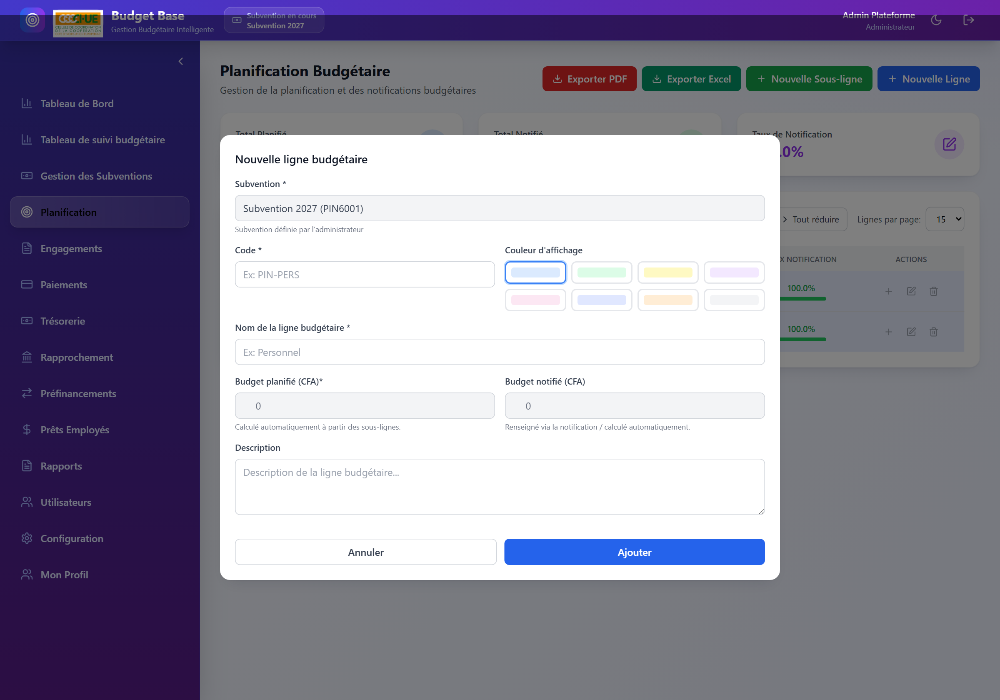 CECCI-UE
CELLULE DE COORDINATION
DE LA COOPERATION
Budget Base
Gestion Budgétaire Intelligente
Subvention en cours
Subvention 2027
Admin Plateforme
Administrateur
Tableau de Bord
Tableau de suivi budgétaire
Gestion des Subventions
Planification
Engagements
Paiements
Trésorerie
Rapprochement
Préfinancements
Prêts Employés
Rapports
Utilisateurs
Configuration
Mon Profil
Planification Budgétaire
Gestion de la planification et des notifications budgétaires
Exporter PDF
Exporter Excel
Nouvelle Sous-ligne
Nouvelle Ligne
Total Planifié
Total Notifié
Taux de Notification
.0%
Tout réduire
Lignes par page:
15
X NOTIFICATION
ACTIONS
100.0%
100.0%
Nouvelle ligne budgétaire
Subvention *
Subvention 2027 (PIN6001)
Subvention définie par l'administrateur
Code *
Ex: PIN-PERS
Couleur d'affichage
Nom de la ligne budgétaire *
Ex: Personnel
Budget planifié (CFA)*
0
Calculé automatiquement à partir des sous-lignes.
Budget notifié (CFA)
0
Renseigné via la notification / calculé automatiquement.
Description
Description de la ligne budgétaire...
Annuler
Ajouter